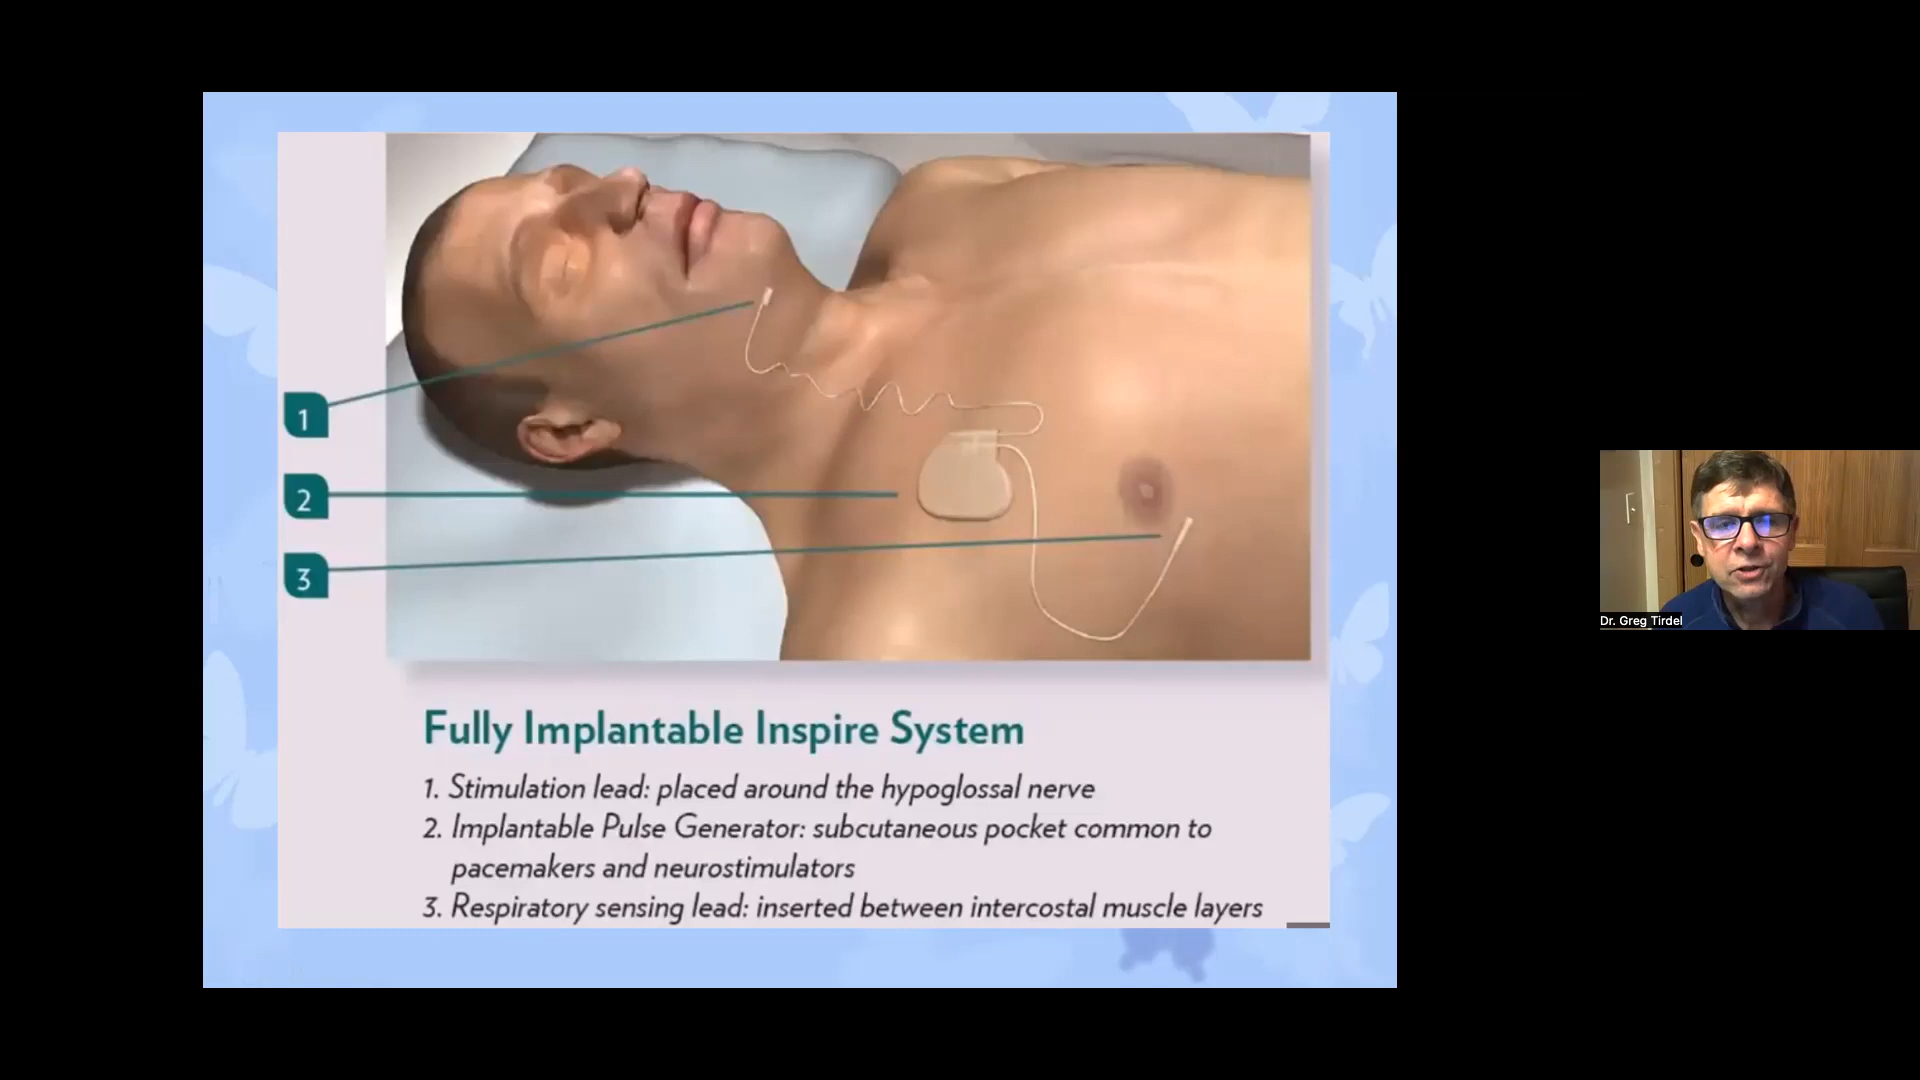 1
2
3
Fully Implantable Inspire System
1. Stimulation lead: placed around the hypoglossal nerve
2. Implantable Pulse Generator: subcutaneous pocket common to
pacemakers and neurostimulators
3. Respiratory sensing lead: inserted between intercostal muscle layers
Dr. Greg Tirdel